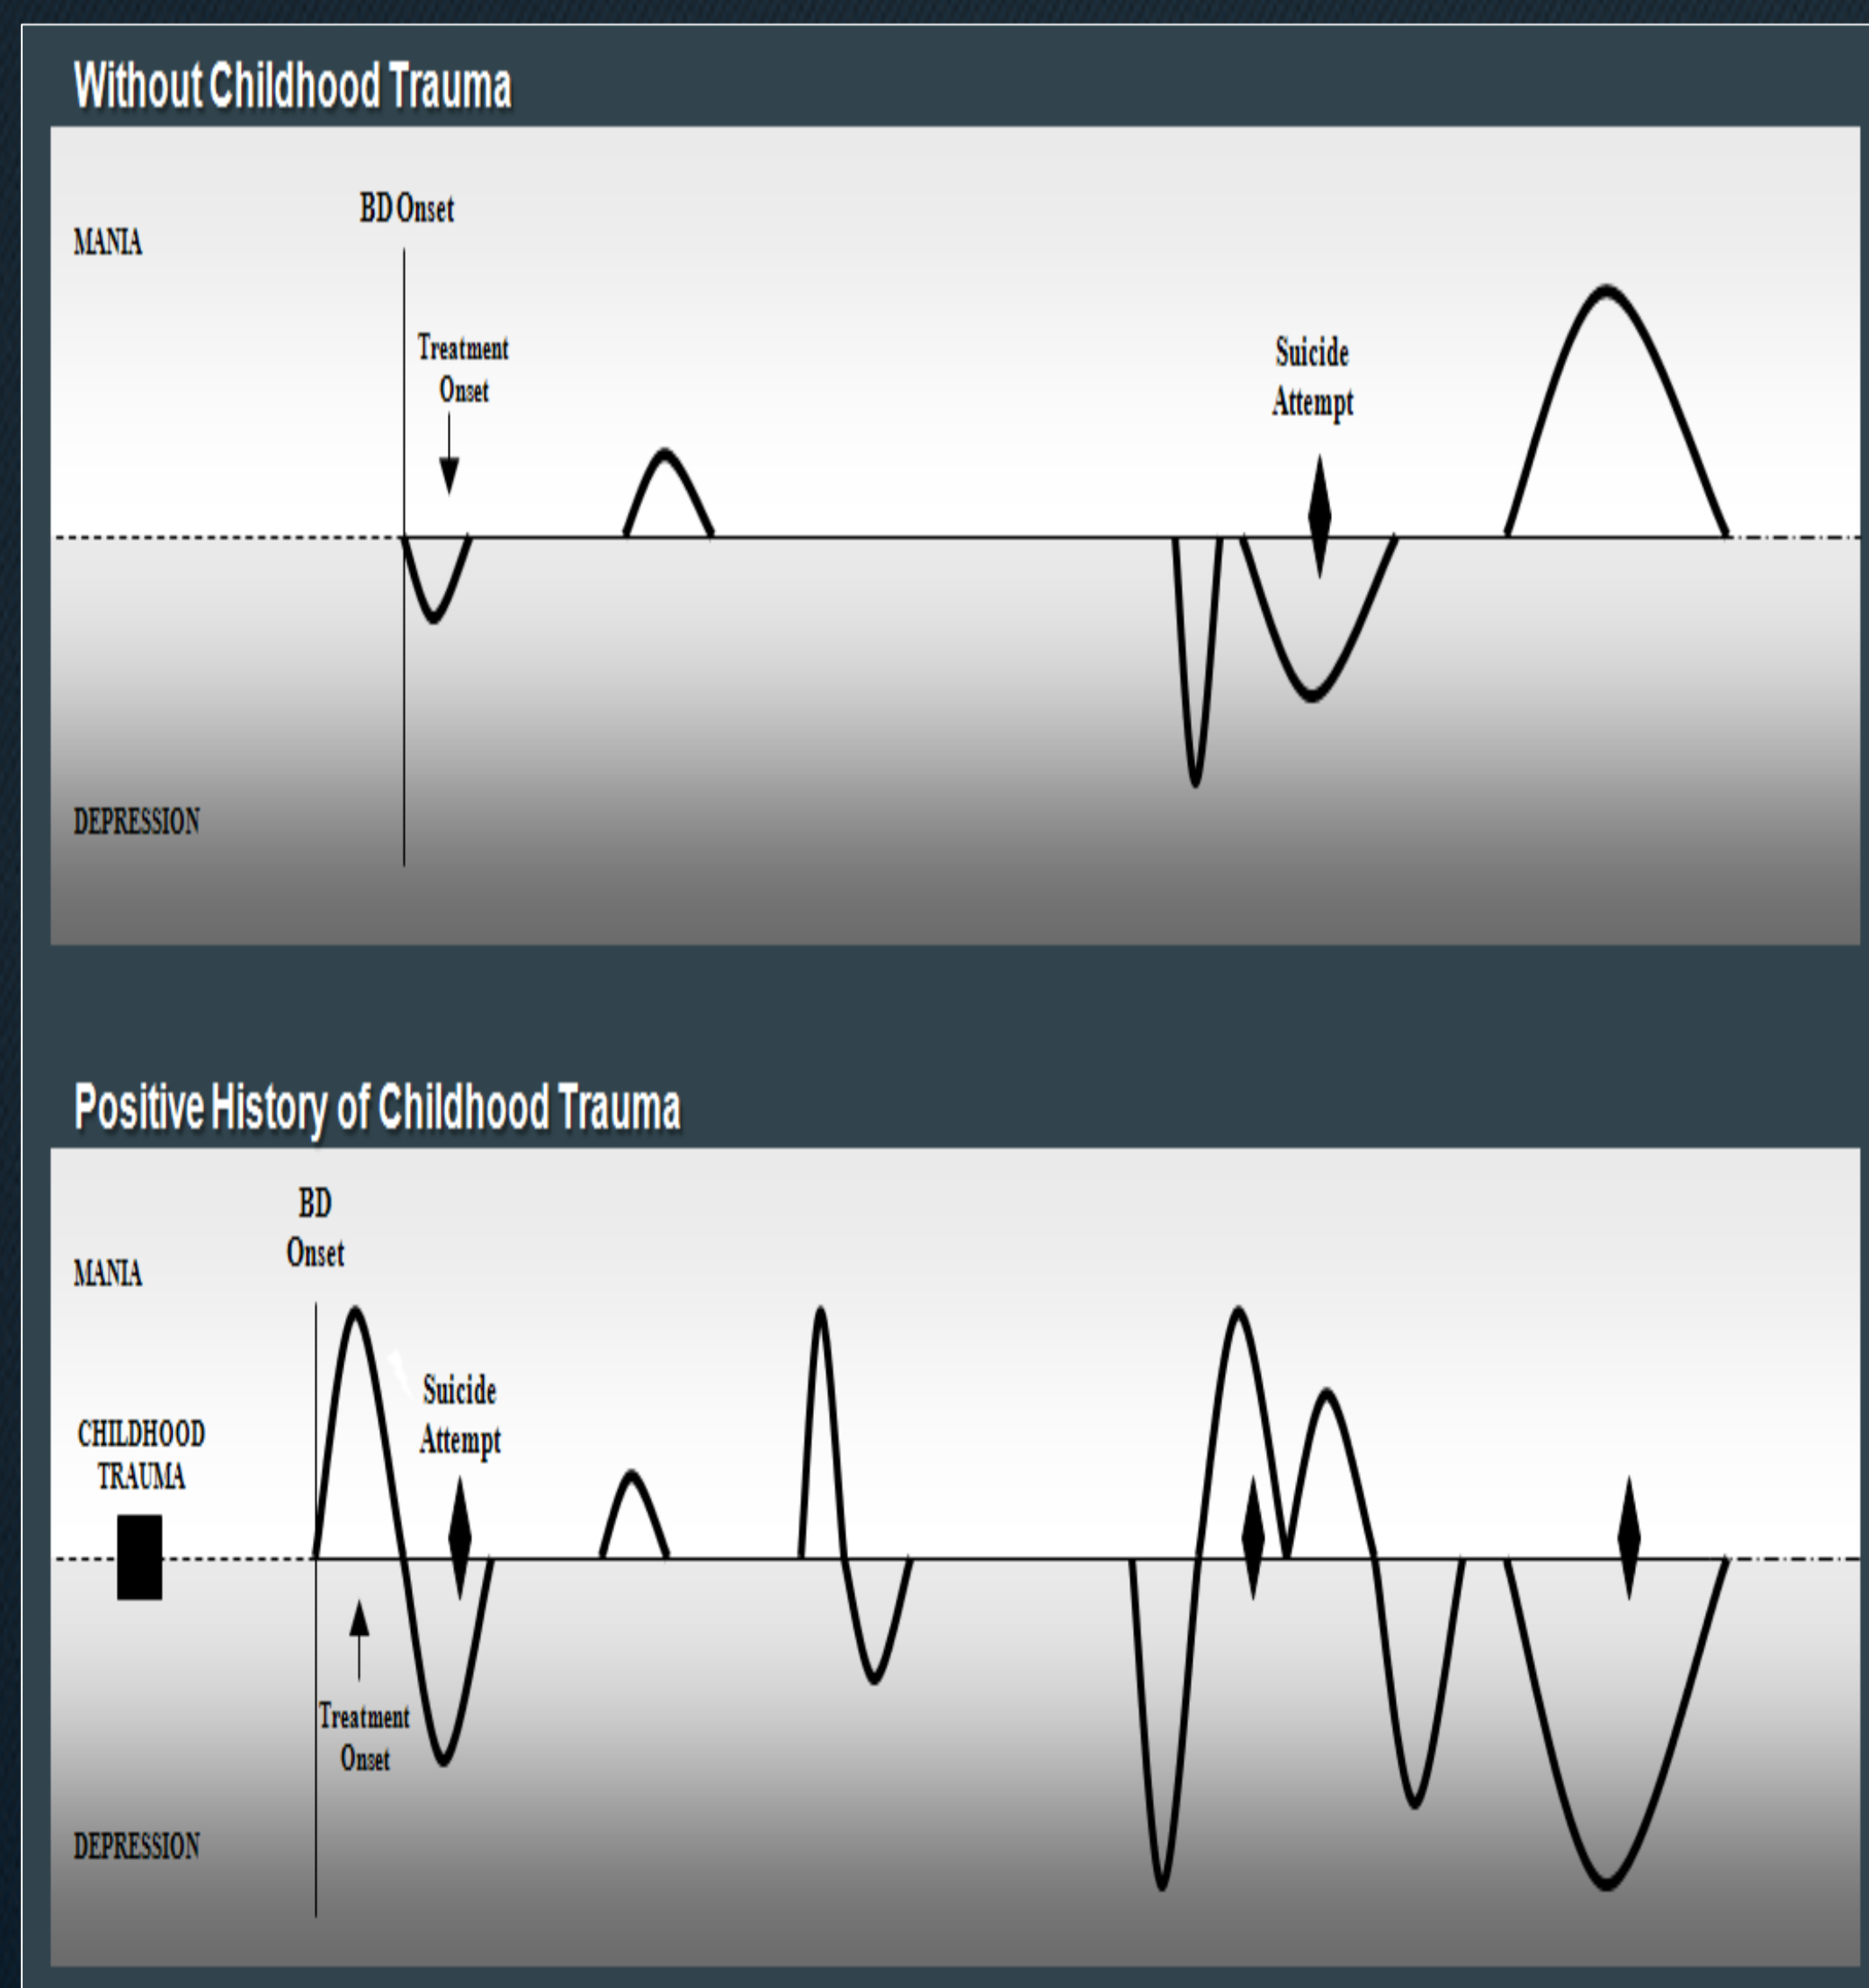 Without Childhood Trauma
BD Onset
MANIA
Treatment
Onset
Suicide
Attempt
DEPRESSION
Positive History of Childhood Trauma
BD
Onset
MANIA
Suicide
Attempt
CHILDHOOD
TRAUMA
Treatment
Onset
DEPRESSION